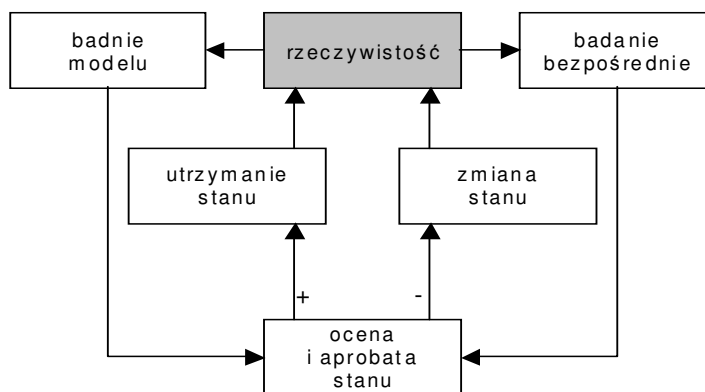 badnie
modelu
rzeczywistość
badanie
bezpośrednie
utrzymanie
stanu
zmiana
stanu
+
-
ocena
i aprobata
stanu